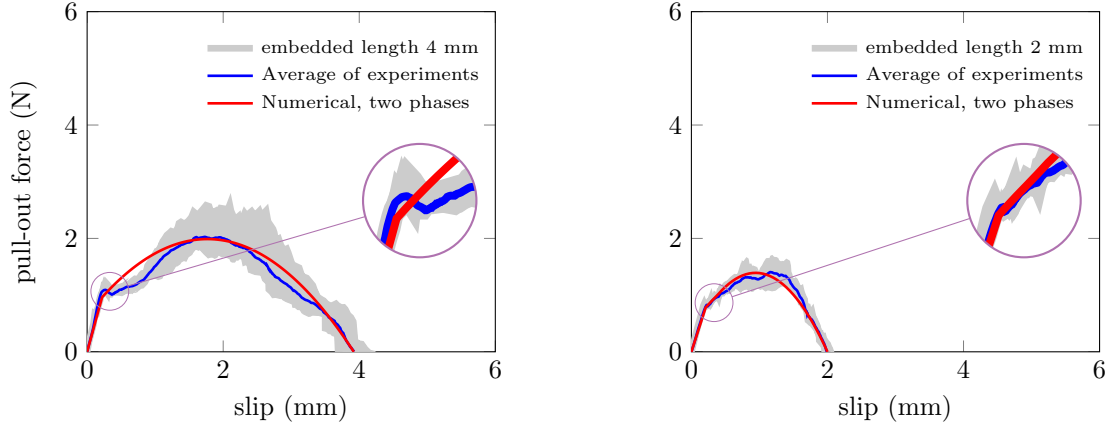 6
4
2
0
pull-out force (N)
embedded length 4 mm
Average of experiments
Numerical, two phases
0 2 4 6
slip (mm)
6
4
2
0
embedded length 2 mm
Average of experiments
Numerical, two phases
0 2 4 6
slip (mm)